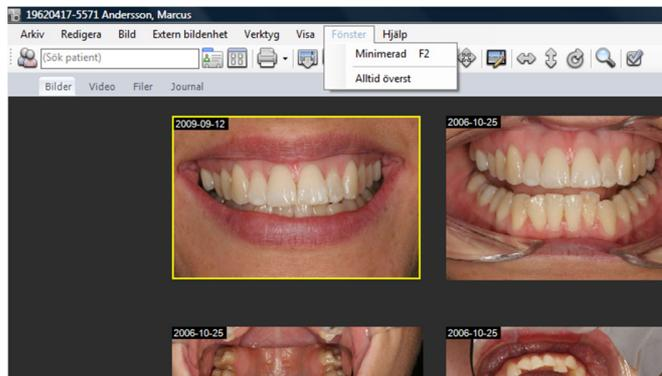 19620417-5571 Andersson, Marcus
Arkiv Redigera Bild Extern bildenhet Verktyg Visa Fönster Hjälp
(Sök patient)
Minimerad F2
Alltid överst
Bilder Video Filer Journal
2009-09-12 2006-10-25
2006-10-25 2006-10-25